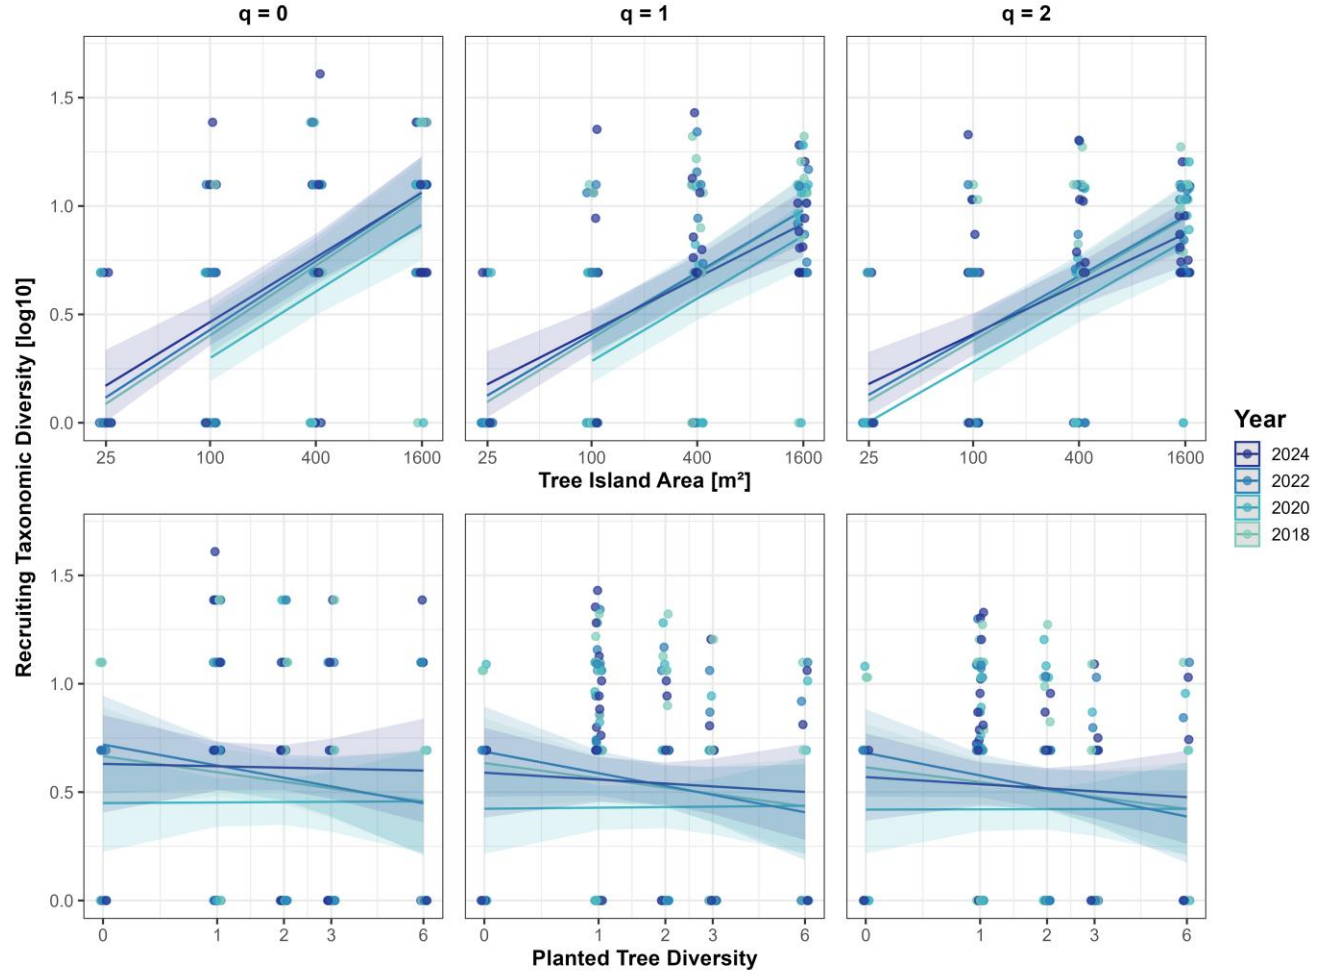 q = 0 q = 1 q = 2
1.5
1.0
0.5
0.0
25 100 400 1600 25 100 400 1600 25 100 400 1600
Tree Island Area [m²]
Recruiting Taxonomic Diversity [log10]
Year
2024
2022
2020
2018
1.5
1.0
0.5
0.0
0 1 2 3 6 0 1 2 3 6 0 1 2 3 6
Planted Tree Diversity